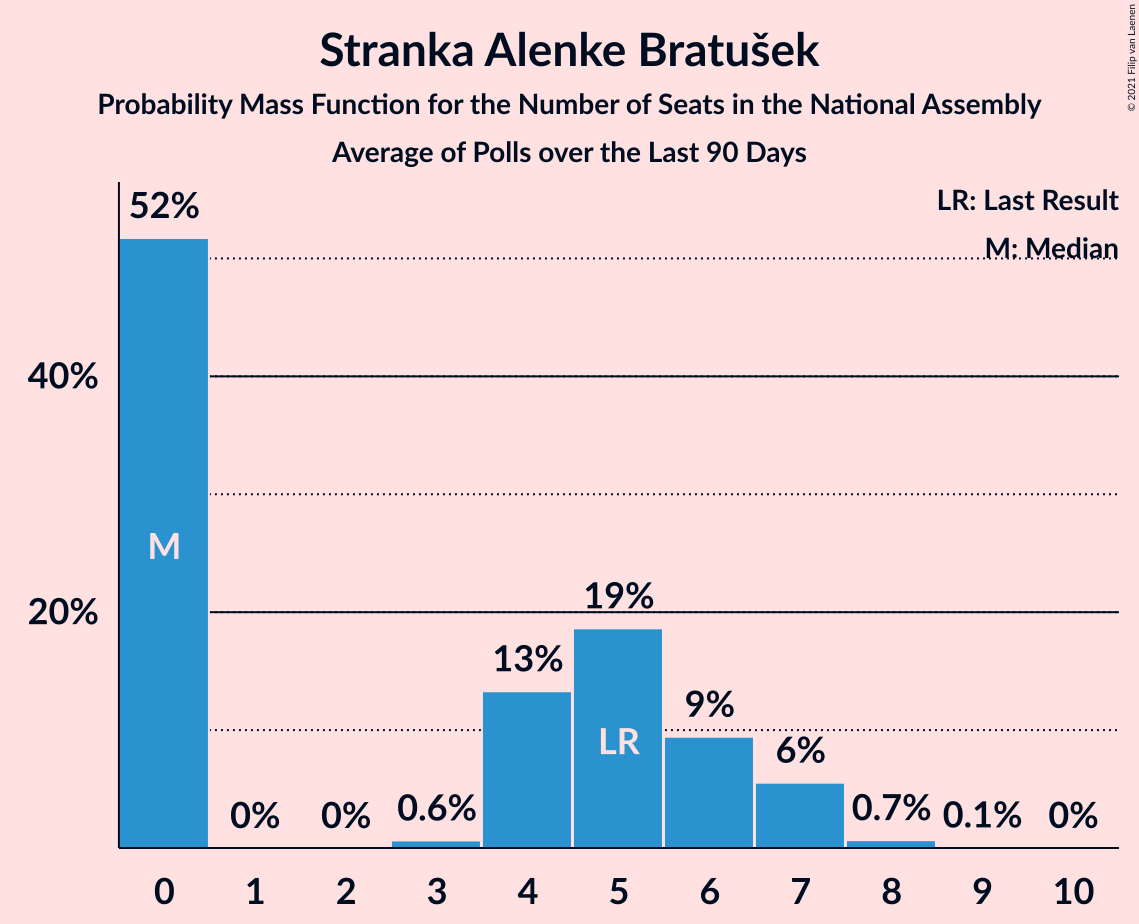 Stranka Alenke Bratušek
Probability Mass Function for the Number of Seats in the National Assembly
Average of Polls over the Last 90 Days
© 2021 Filip van Laenen
LR: Last Result
M: Median
52%
40%
20%
M
0% 0% 0.6% 13% 19% 9% 6% 0.7% 0.1% 0%
LR
0 1 2 3 4 5 6 7 8 9 10